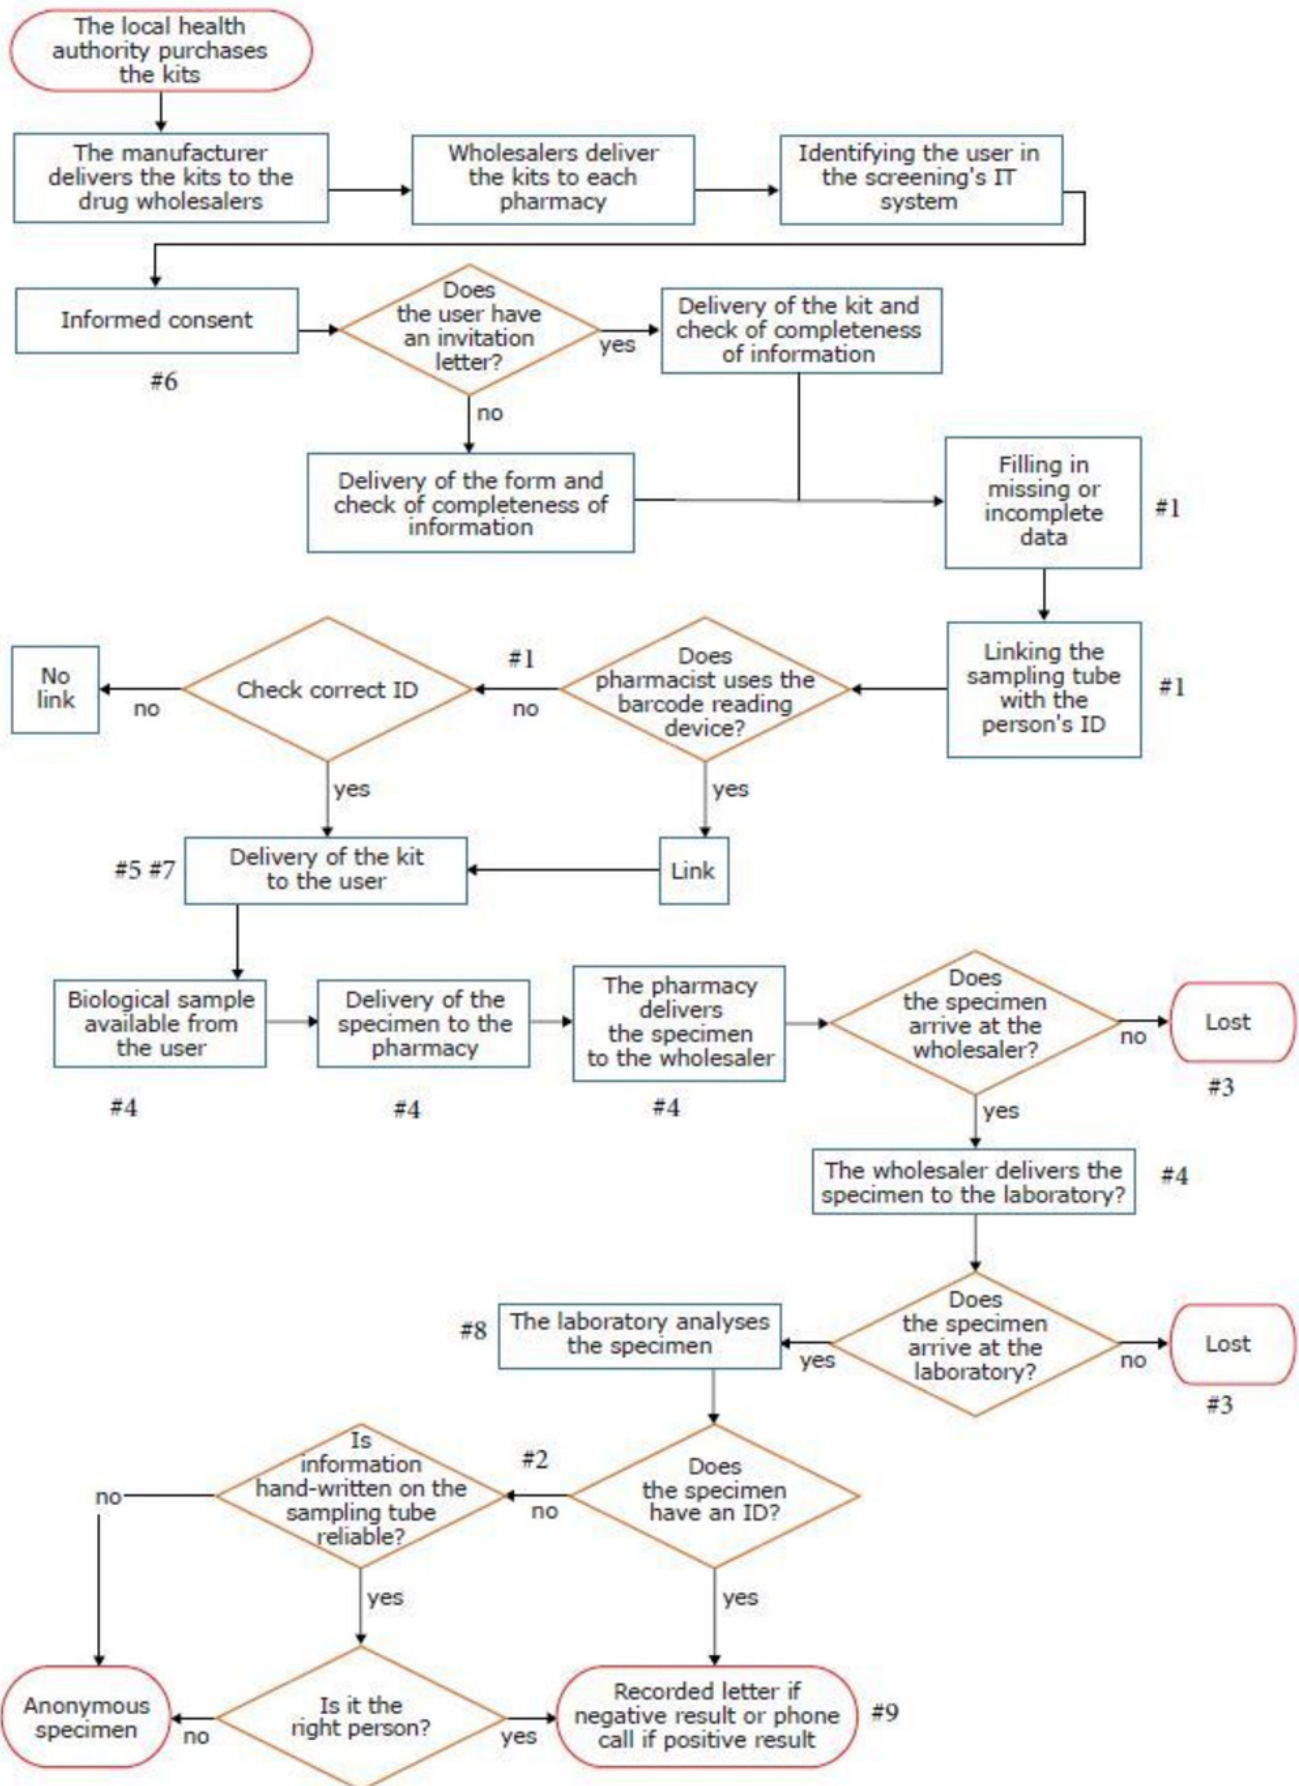 The local health
authority purchases
the kits
The manufacturer
delivers the kits to the
drug wholesalers
Wholesalers deliver
the kits to each
pharmacy
Identifying the user in
the screening's IT
system
Informed consent
#6
Does
the user have
an invitation
letter?
yes
no
Delivery of the kit and
check of completeness
of information
Delivery of the form and
check of completeness of
information
Filling in
missing or
incomplete
data
#1
Linking the
sampling tube
with the
person's ID
#1
Does
pharmacist uses the
barcode reading
device?
#1
no
yes
Check correct ID
no
yes
No
link
Link
#5 #7
Delivery of the kit
to the user
Biological sample
available from
the user
#4
Delivery of the
specimen to the
pharmacy
#4
The pharmacy
delivers
the specimen
to the wholesaler
#4
Does
the specimen
arrive at the
wholesaler?
no
yes
Lost
#3
The wholesaler delivers the
specimen to the laboratory?
#4
Does
the specimen
arrive at the
laboratory?
no
yes
Lost
#3
#8
The laboratory analyses
the specimen
Does
the specimen
have an ID?
#2
no
yes
Is
information
hand-written on the
sampling tube
reliable?
no
yes
Is it the
right person?
no
yes
Anonymous
specimen
Recorded letter if
negative result or phone
call if positive result
#9